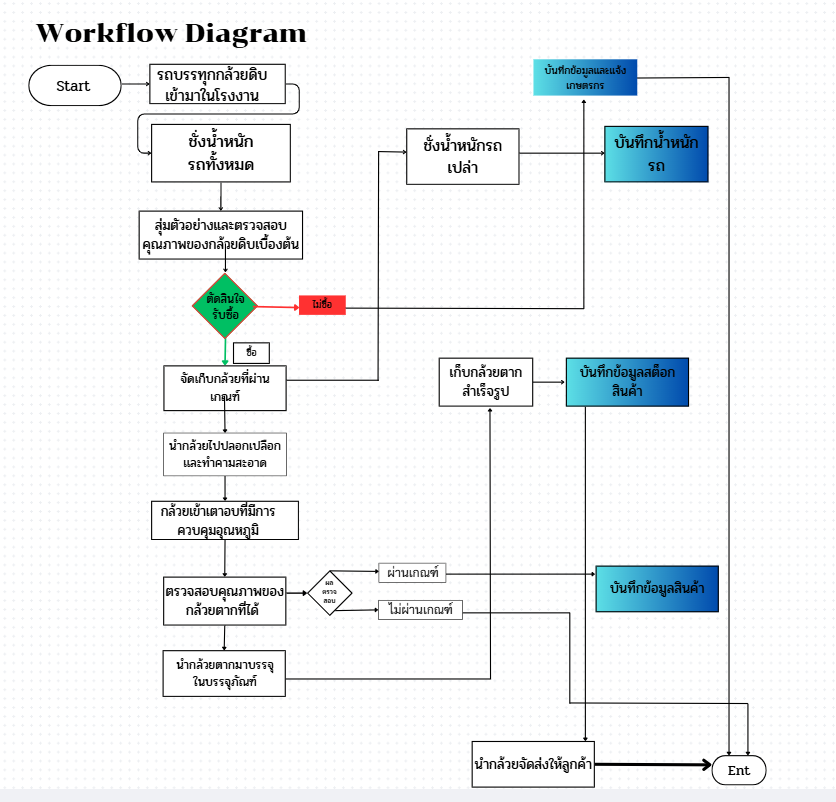 Workflow Diagram
Start
รถบรรทุกกล้วยดิบ
เข้ามาในโรงงาน
บันทึกข้อมูลและแจ้ง
เกษตรกร
ชั่งน้ำหนัก
รถทั้งหมด
ชั่งน้ำหนักรถ
เปล่า
บันทึกน้ำหนัก
รถ
สุ่มตัวอย่างและตรวจสอบ
คุณภาพของกล้วยดิบเบื้องต้น
ตัดสินใจ
รับซื้อ
ไม่ซื้อ
ซื้อ
จัดเก็บกล้วยที่ผ่าน
เกณฑ์
เก็บกล้วยตาก
สำเร็จรูป
บันทึกข้อมูลสต็อก
สินค้า
นำกล้วยไปปลอกเปลือก
และทำคามสะอาด
กล้วยเข้าเตาอบที่มีการ
ควบคุมอุณหภูมิ
ตรวจสอบคุณภาพของ
กล้วยตากที่ได้
ผล
ตรวจ
สอบ
ผ่านเกณฑ์
ไม่ผ่านเกณฑ์
บันทึกข้อมูลสินค้า
นำกล้วยตากมาบรรจุ
ในบรรจุภัณฑ์
นำกล้วยจัดส่งให้ลูกค้า
Ent